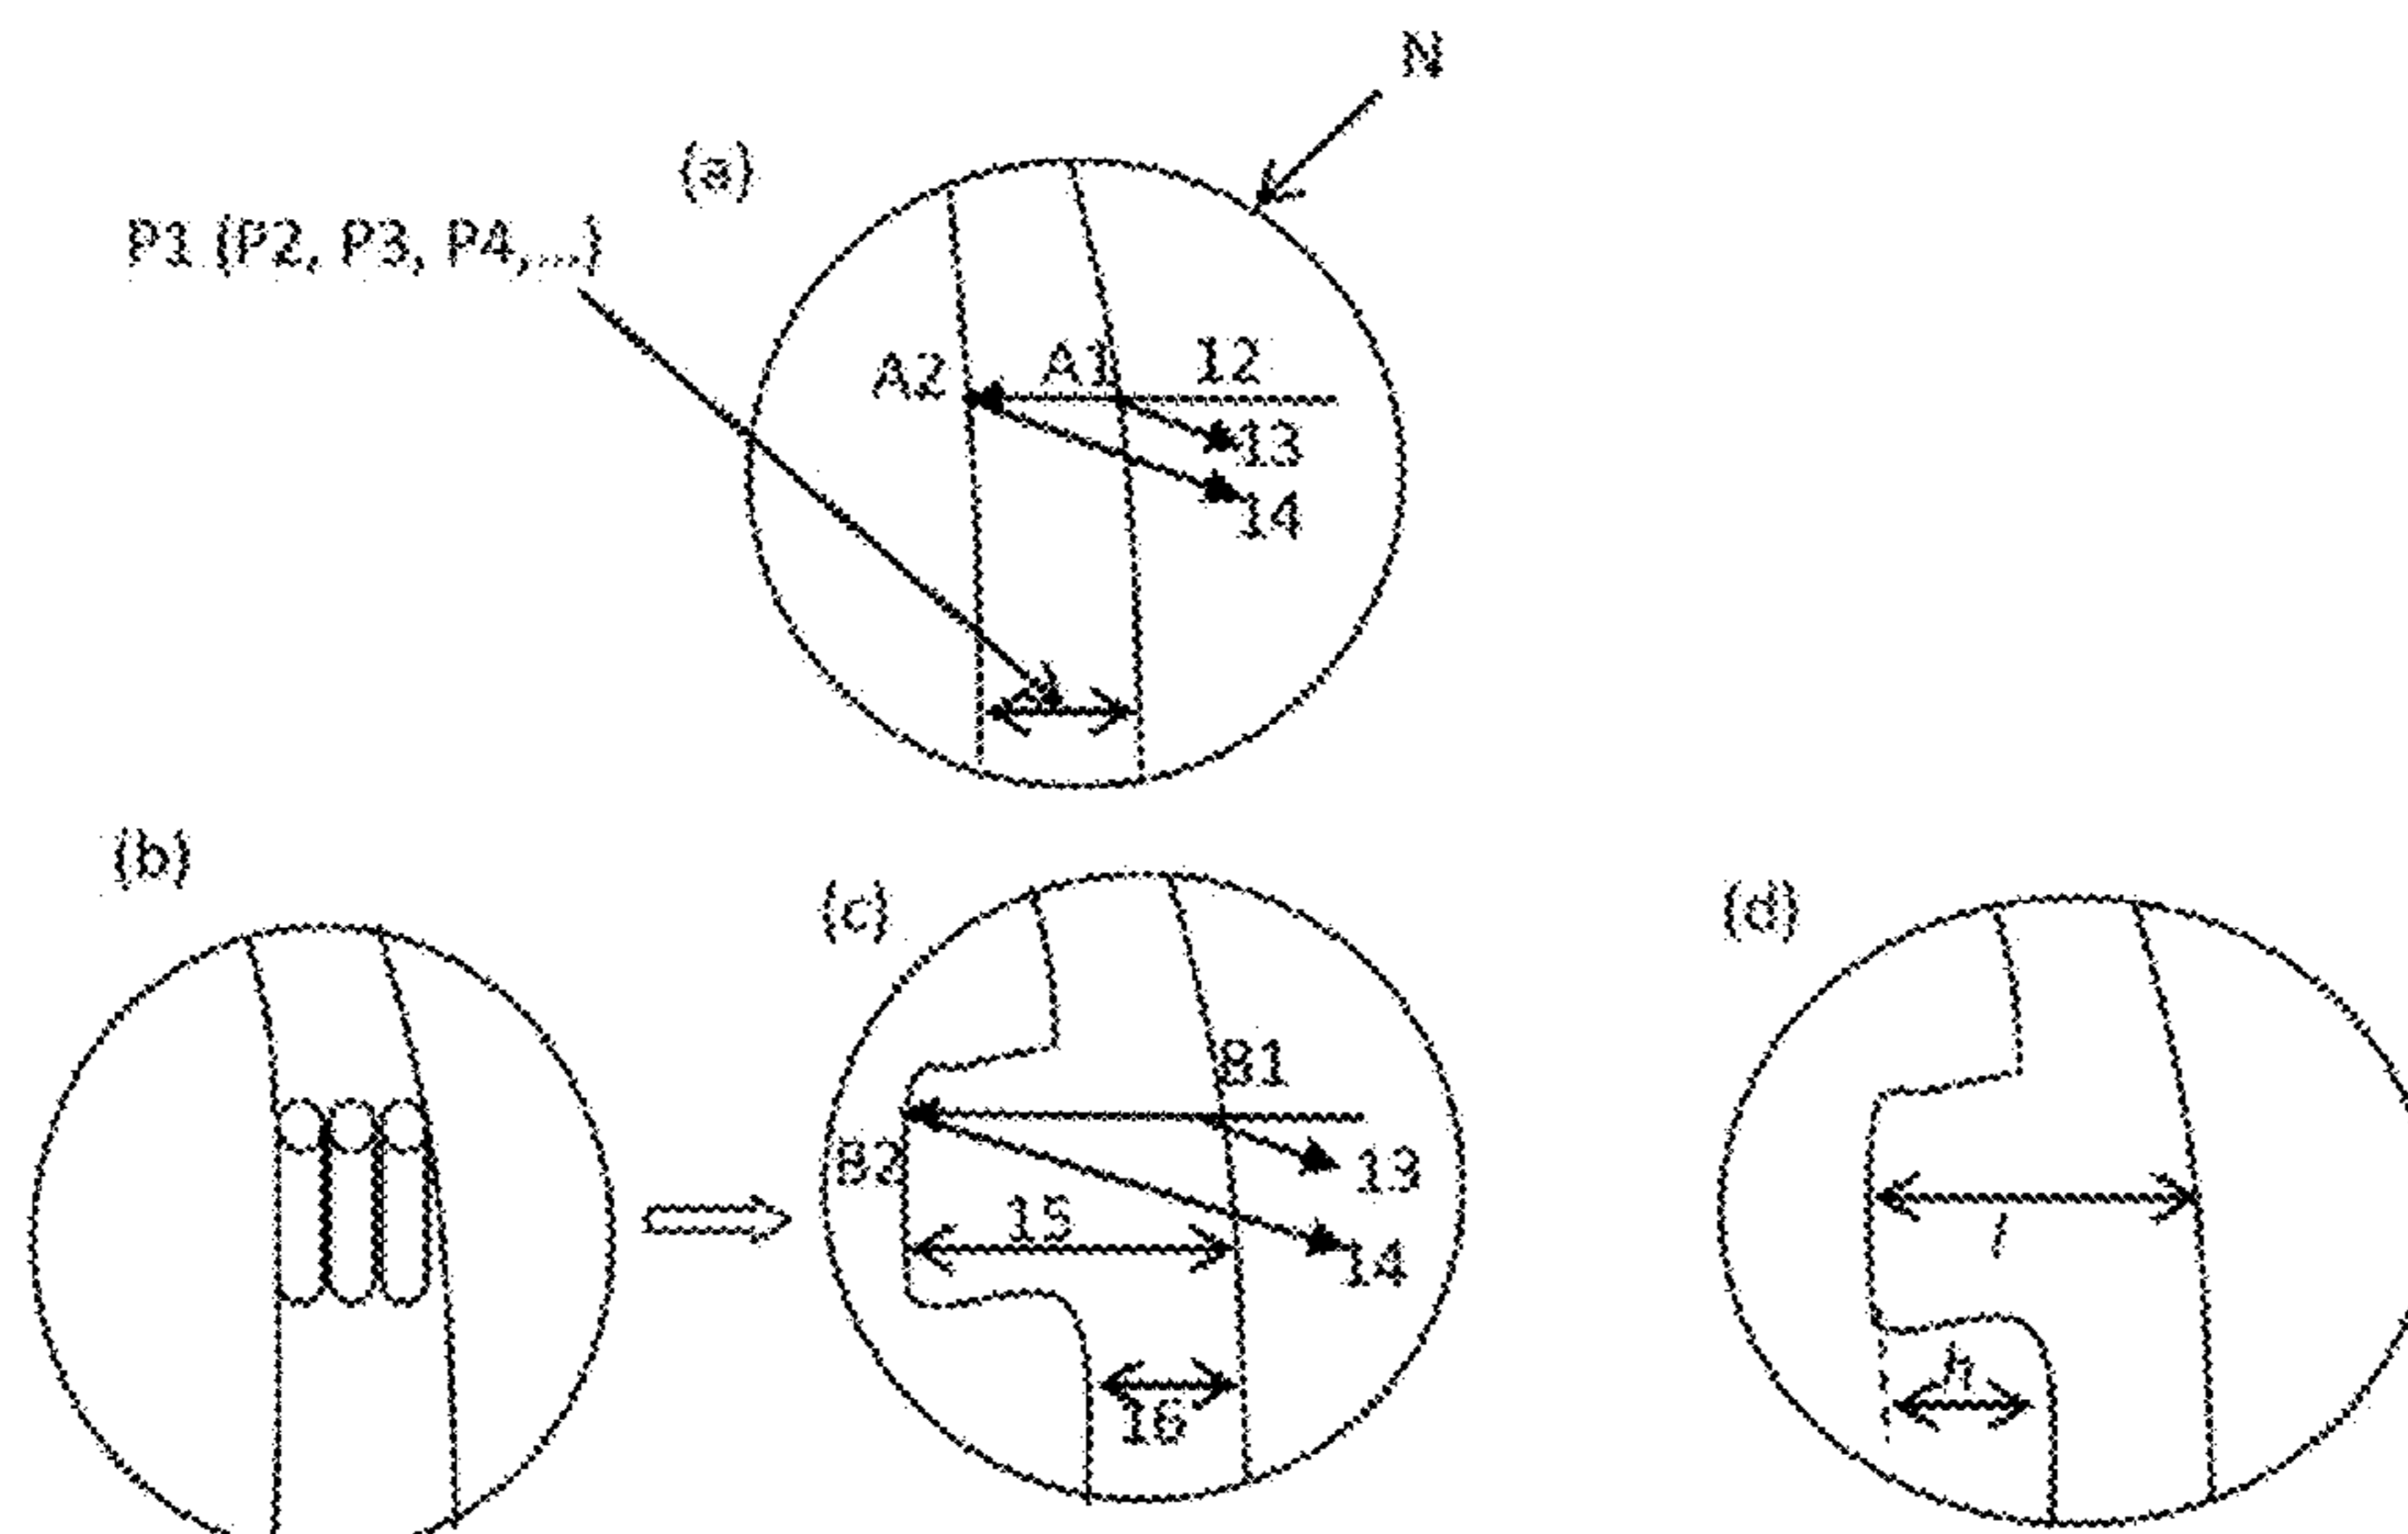 N
(a)
P1 (P2, P3, P4,...)
A2 A1 12
13
14
(b)
(c)
(d)
B1
B2
13
15
14
16
h